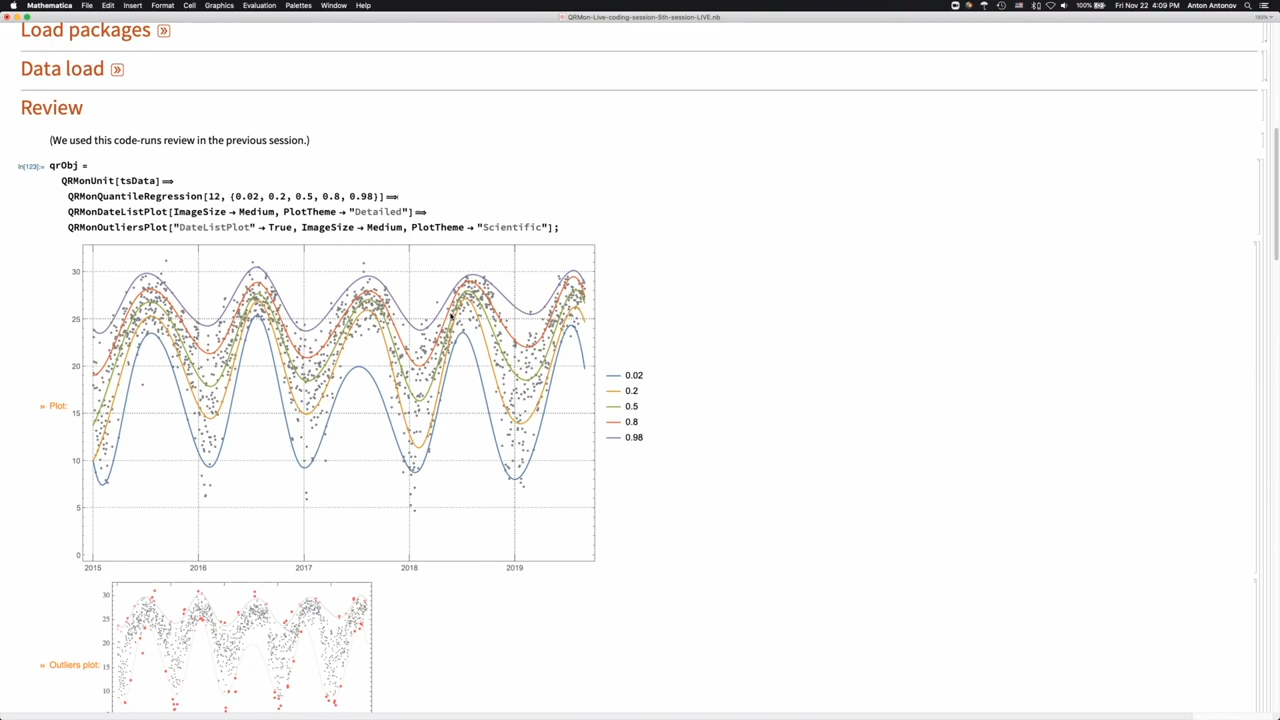 Mathematica File Edit Insert Format Cell Graphics Evaluation Palettes Window Help 100% Fri Nov 22 4:09 PM Anton Antonov
QRMon-Live-coding-session-5th-session-LIVE.nb
Load packages
Data load
Review
(We used this code-runs review in the previous session.)
In[123]:= qrObj =
QRMonUnit[tsData]⟹
QRMonQuantileRegression[12, {0.02, 0.2, 0.5, 0.8, 0.98}]⟹
QRMonDateListPlot[ImageSize → Medium, PlotTheme → "Detailed"]⟹
QRMonOutliersPlot["DateListPlot" → True, ImageSize → Medium, PlotTheme → "Scientific"];
30
25
20
15
10
5
0
2015 2016 2017 2018 2019
» Plot:
0.02
0.2
0.5
0.8
0.98
30
25
20
15
10
» Outliers plot: